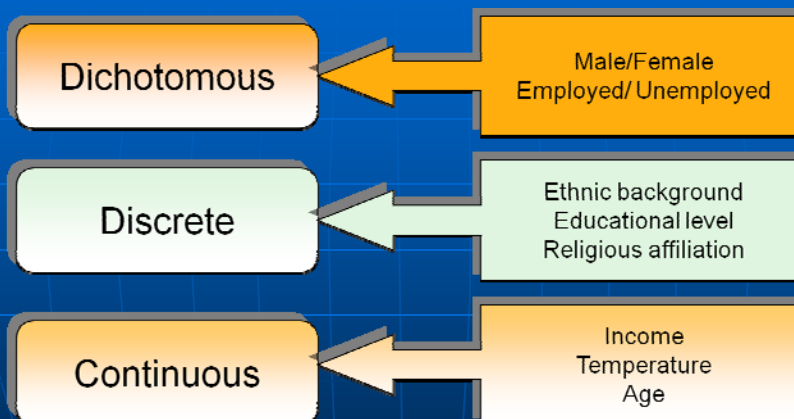 Dichotomous
Male/Female
Employed/ Unemployed
Discrete
Ethnic background
Educational level
Religious affiliation
Continuous
Income
Temperature
Age